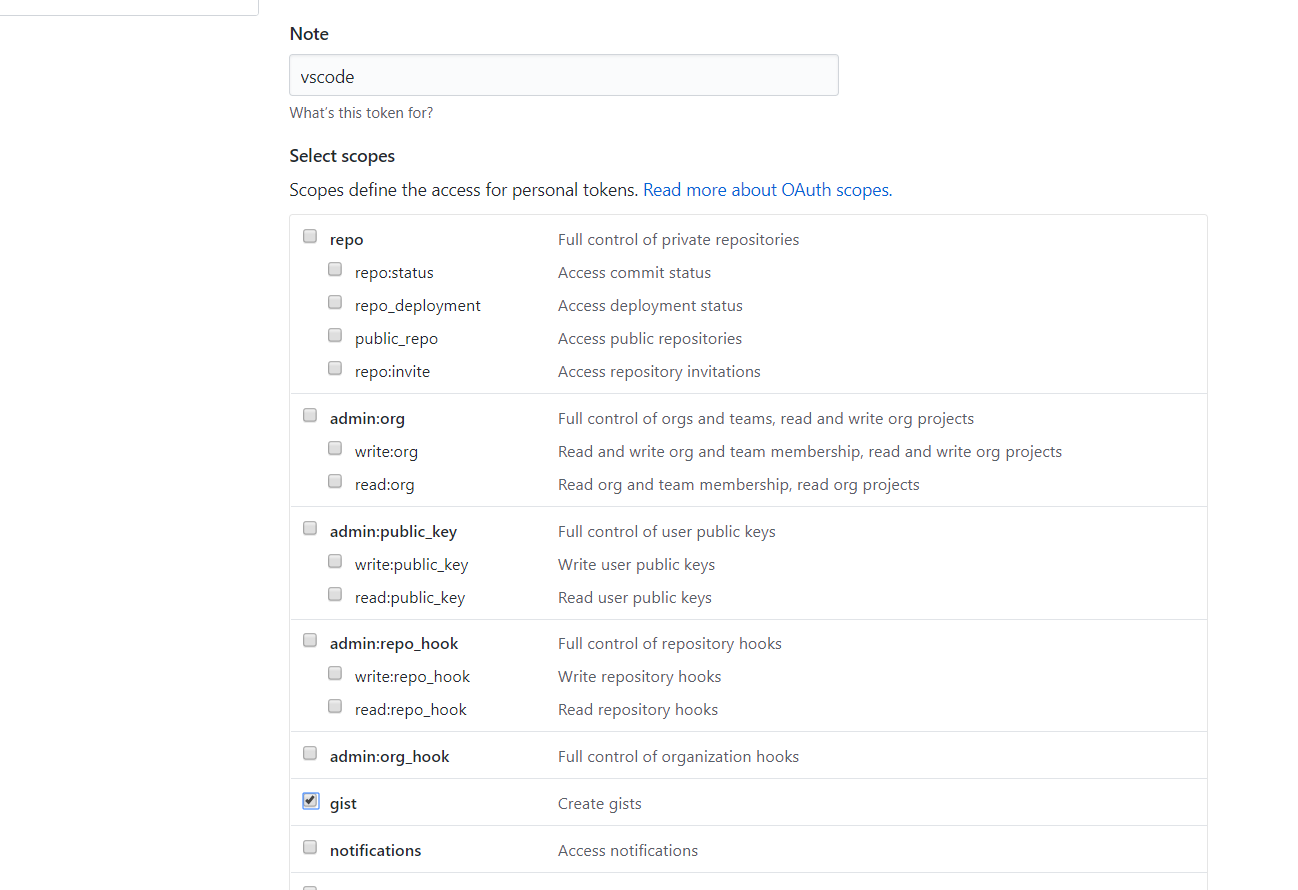 Note
vscode
What's this token for?
Select scopes
Scopes define the access for personal tokens. Read more about OAuth scopes.
repo Full control of private repositories
repo:status Access commit status
repo_deployment Access deployment status
public_repo Access public repositories
repo:invite Access repository invitations
admin:org Full control of orgs and teams, read and write org projects
write:org Read and write org and team membership, read and write org projects
read:org Read org and team membership, read org projects
admin:public_key Full control of user public keys
write:public_key Write user public keys
read:public_key Read user public keys
admin:repo_hook Full control of repository hooks
write:repo_hook Write repository hooks
read:repo_hook Read repository hooks
admin:org_hook Full control of organization hooks
gist Create gists
notifications Access notifications